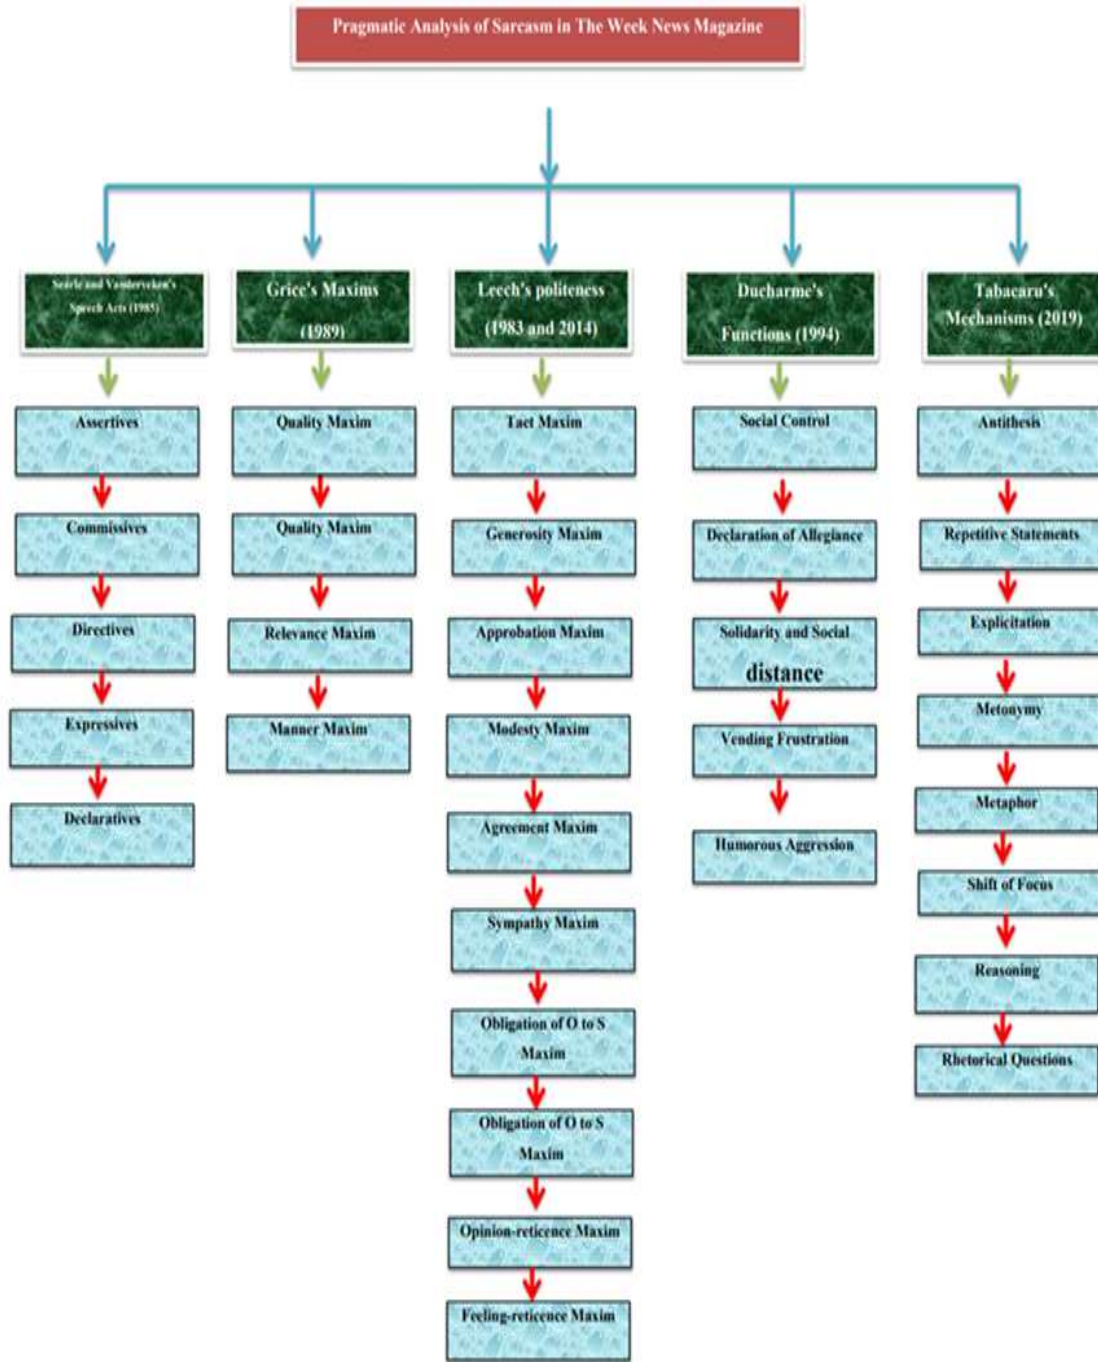 Pragmatic Analysis of Sarcasm in The Week News Magazine
Searle and Vanderveken's
Speech Acts (1985)
Assertives
Commissives
Directives
Expressives
Declaratives
Grice's Maxims
(1989)
Quality Maxim
Quality Maxim
Relevance Maxim
Manner Maxim
Leech's politeness
(1983 and 2014)
Tact Maxim
Generosity Maxim
Approbation Maxim
Modesty Maxim
Agreement Maxim
Sympathy Maxim
Obligation of O to S
Maxim
Obligation of O to S
Maxim
Opinion-reticence Maxim
Feeling-reticence Maxim
Ducharme's
Functions (1994)
Social Control
Declaration of Allegiance
Solidarity and Social
distance
Vending Frustration
Humorous Aggression
Tabacaru's
Mechanisms (2019)
Antithesis
Repetitive Statements
Explicitation
Metonymy
Metaphor
Shift of Focus
Reasoning
Rhetorical Questions